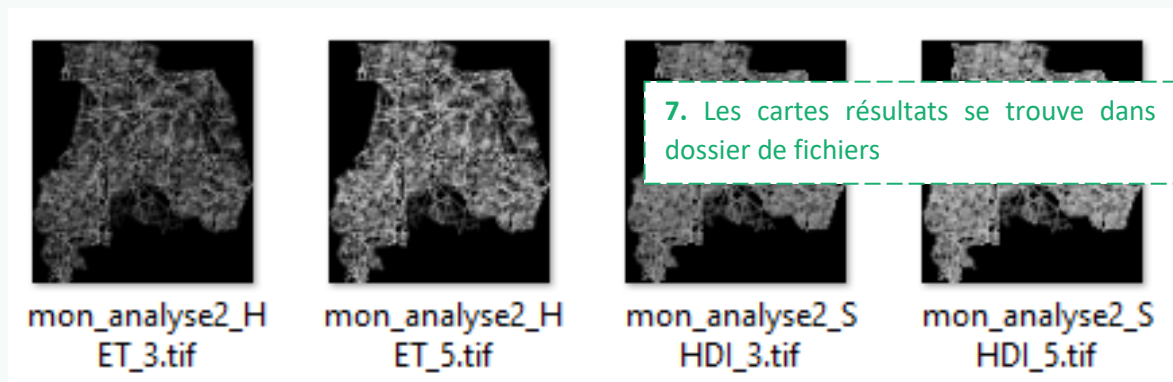 7. Les cartes résultats se trouve dans
dossier de fichiers
mon_analyse2_H
ET_3.tif
mon_analyse2_H
ET_5.tif
mon_analyse2_S
HDI_3.tif
mon_analyse2_S
HDI_5.tif